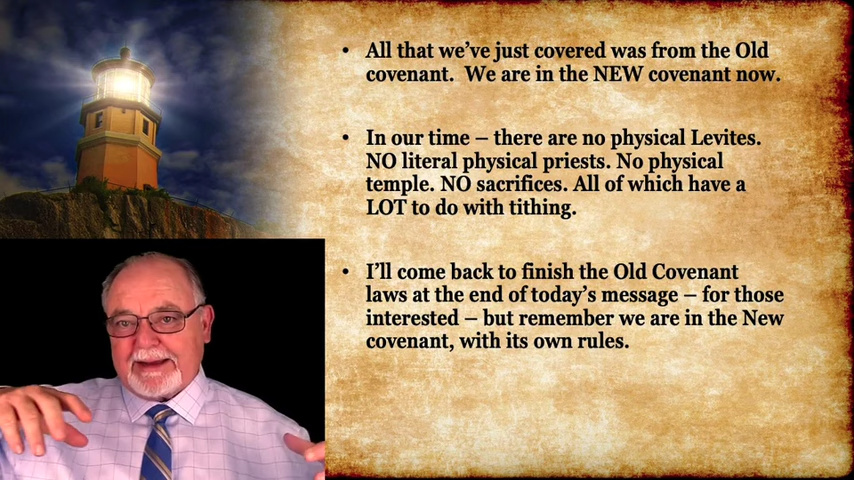 • All that we've just covered was from the Old
covenant.  We are in the NEW covenant now.
• In our time – there are no physical Levites.
NO literal physical priests. No physical
temple. NO sacrifices. All of which have a
LOT to do with tithing.
• I'll come back to finish the Old Covenant
laws at the end of today's message – for those
interested – but remember we are in the New
covenant, with its own rules.